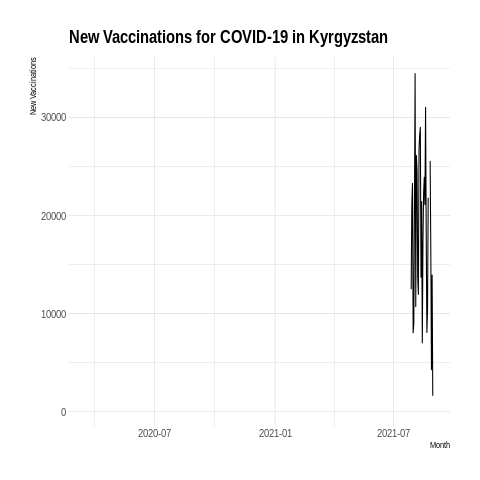 New Vaccinations for COVID-19 in Kyrgyzstan
New Vaccinations
30000
20000
10000
0
2020-07 2021-01 2021-07
Month